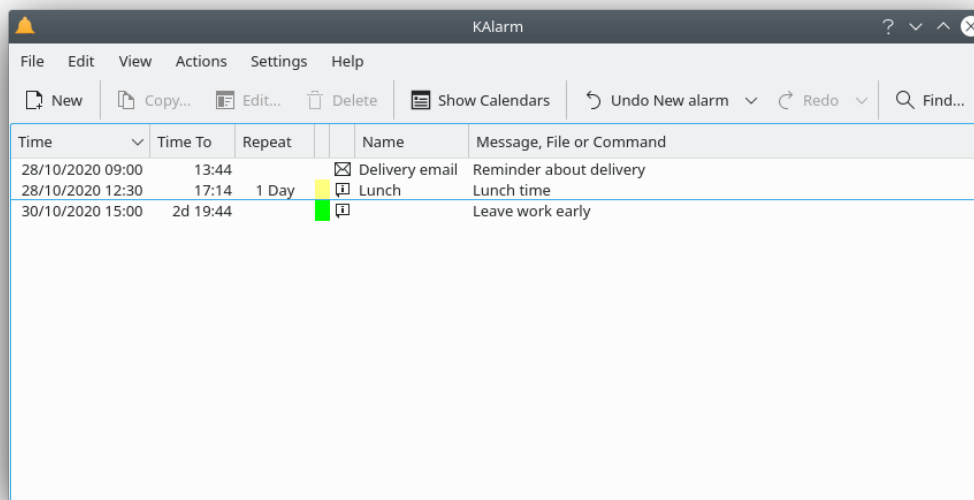 KAlarm
File Edit View Actions Settings Help
New Copy... Edit... Delete Show Calendars Undo New alarm Redo Find...
Time Time To Repeat Name Message, File or Command
28/10/2020 09:00 13:44 Delivery email Reminder about delivery
28/10/2020 12:30 17:14 1 Day Lunch Lunch time
30/10/2020 15:00 2d 19:44 Leave work early